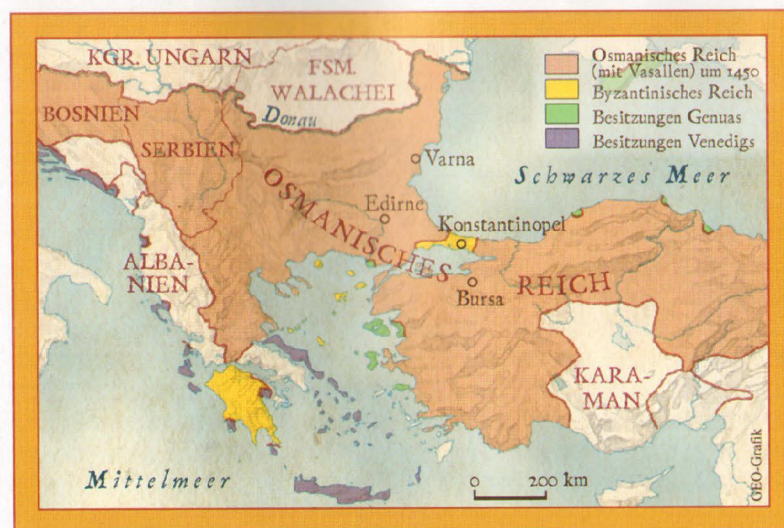 KGR. UNGARN
FSM.
WALACHEI
Osmanisches Reich
(mit Vasallen) um 1450
Byzantinisches Reich
Besitzungen Genuas
Besitzungen Venedigs
BOSNIEN
Donau
SERBIEN
Varna
Schwarzes Meer
OSMANISCHES
REICH
Edirne
Konstantinopel
ALBA-
NIEN
Bursa
KARA-
MAN
Mittelmeer
0 200 km
GEO-Grafik